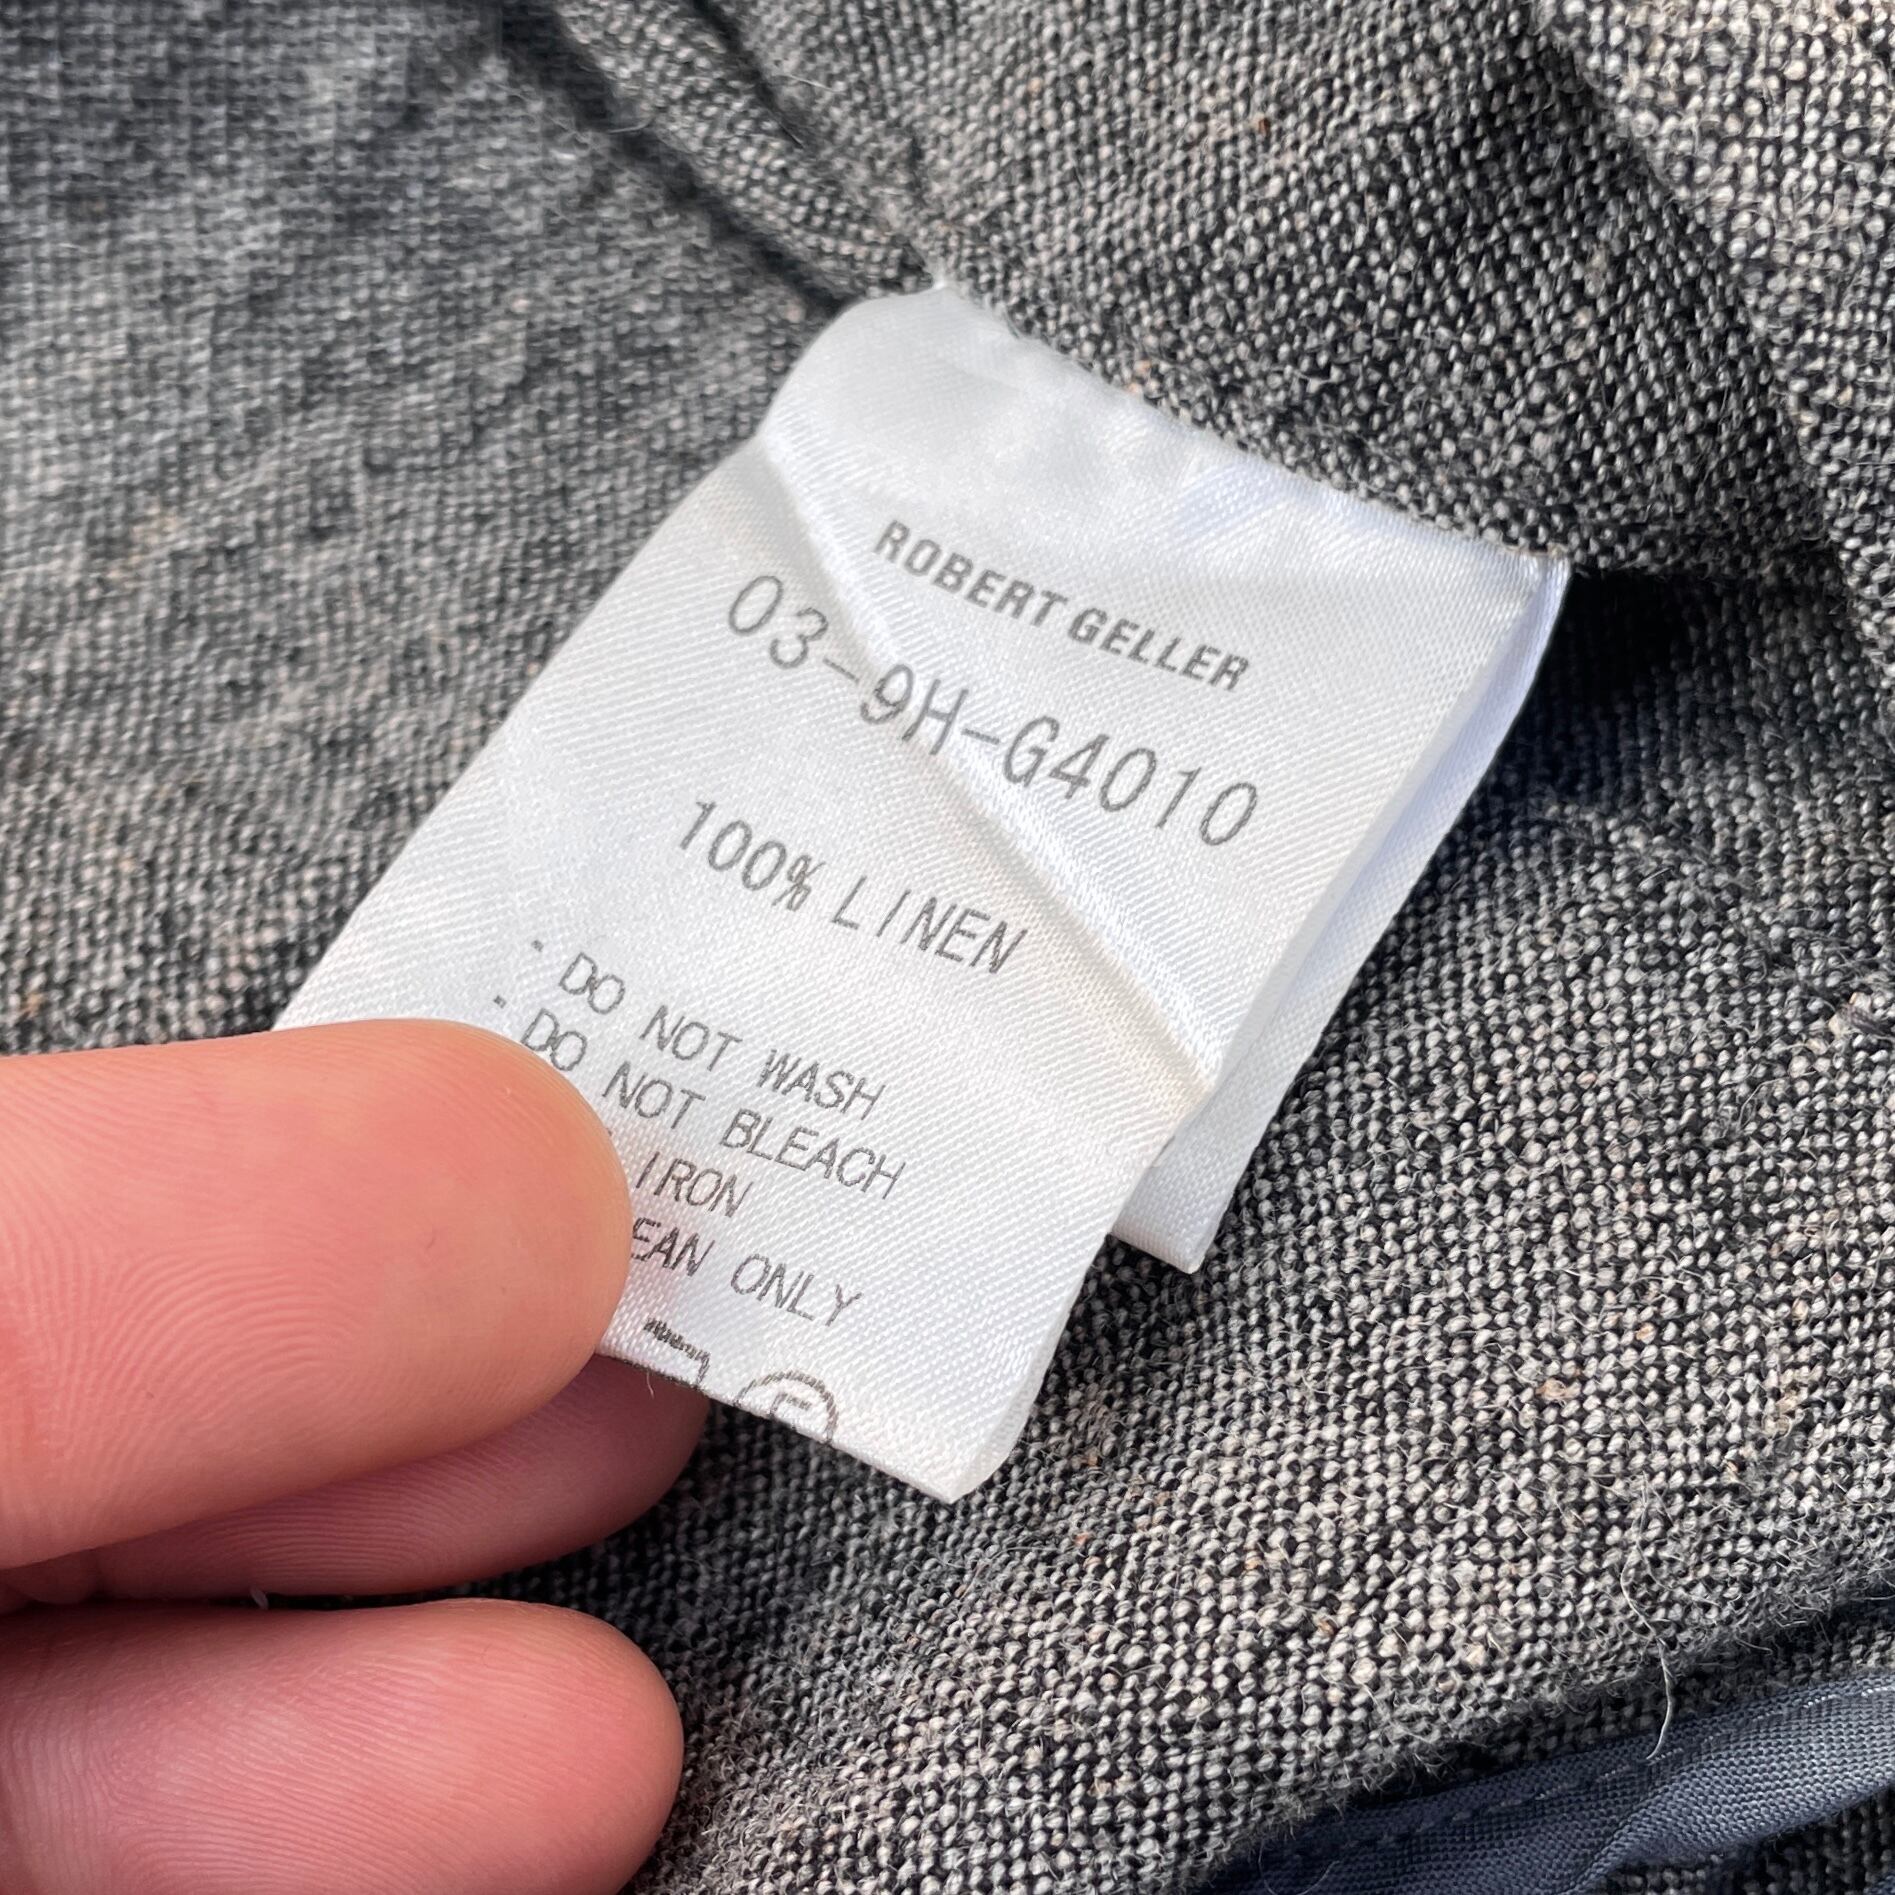 ROBERT GELLER
03-9H-G4010
100% LINEN
- DO NOT WASH
- DO NOT BLEACH
IRON
EAN ONLY